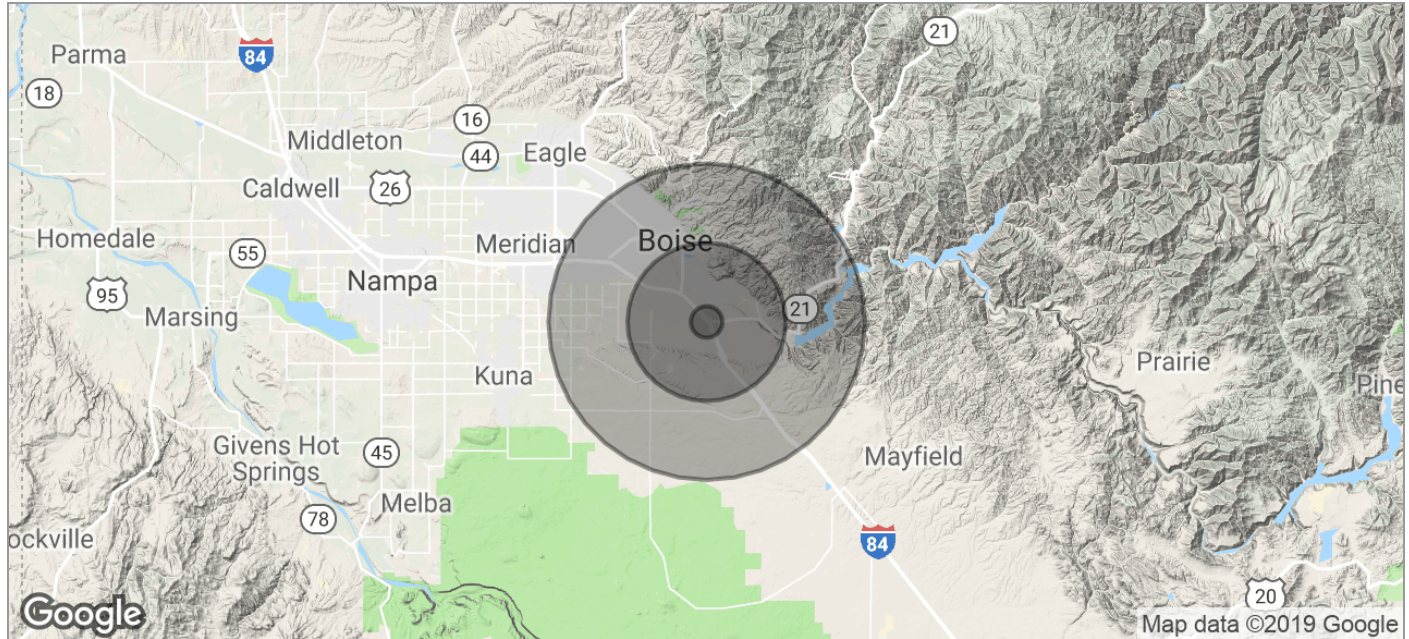 21
Parma
84
18
16
Middleton
44
Eagle
Caldwell
26
Homedale
55
Meridian
Boise
Nampa
95
Marsing
21
Kuna
Prairie
Pine
Givens Hot
Springs
45
Mayfield
Melba
78
ockville
84
20
Google
Map data ©2019 Google